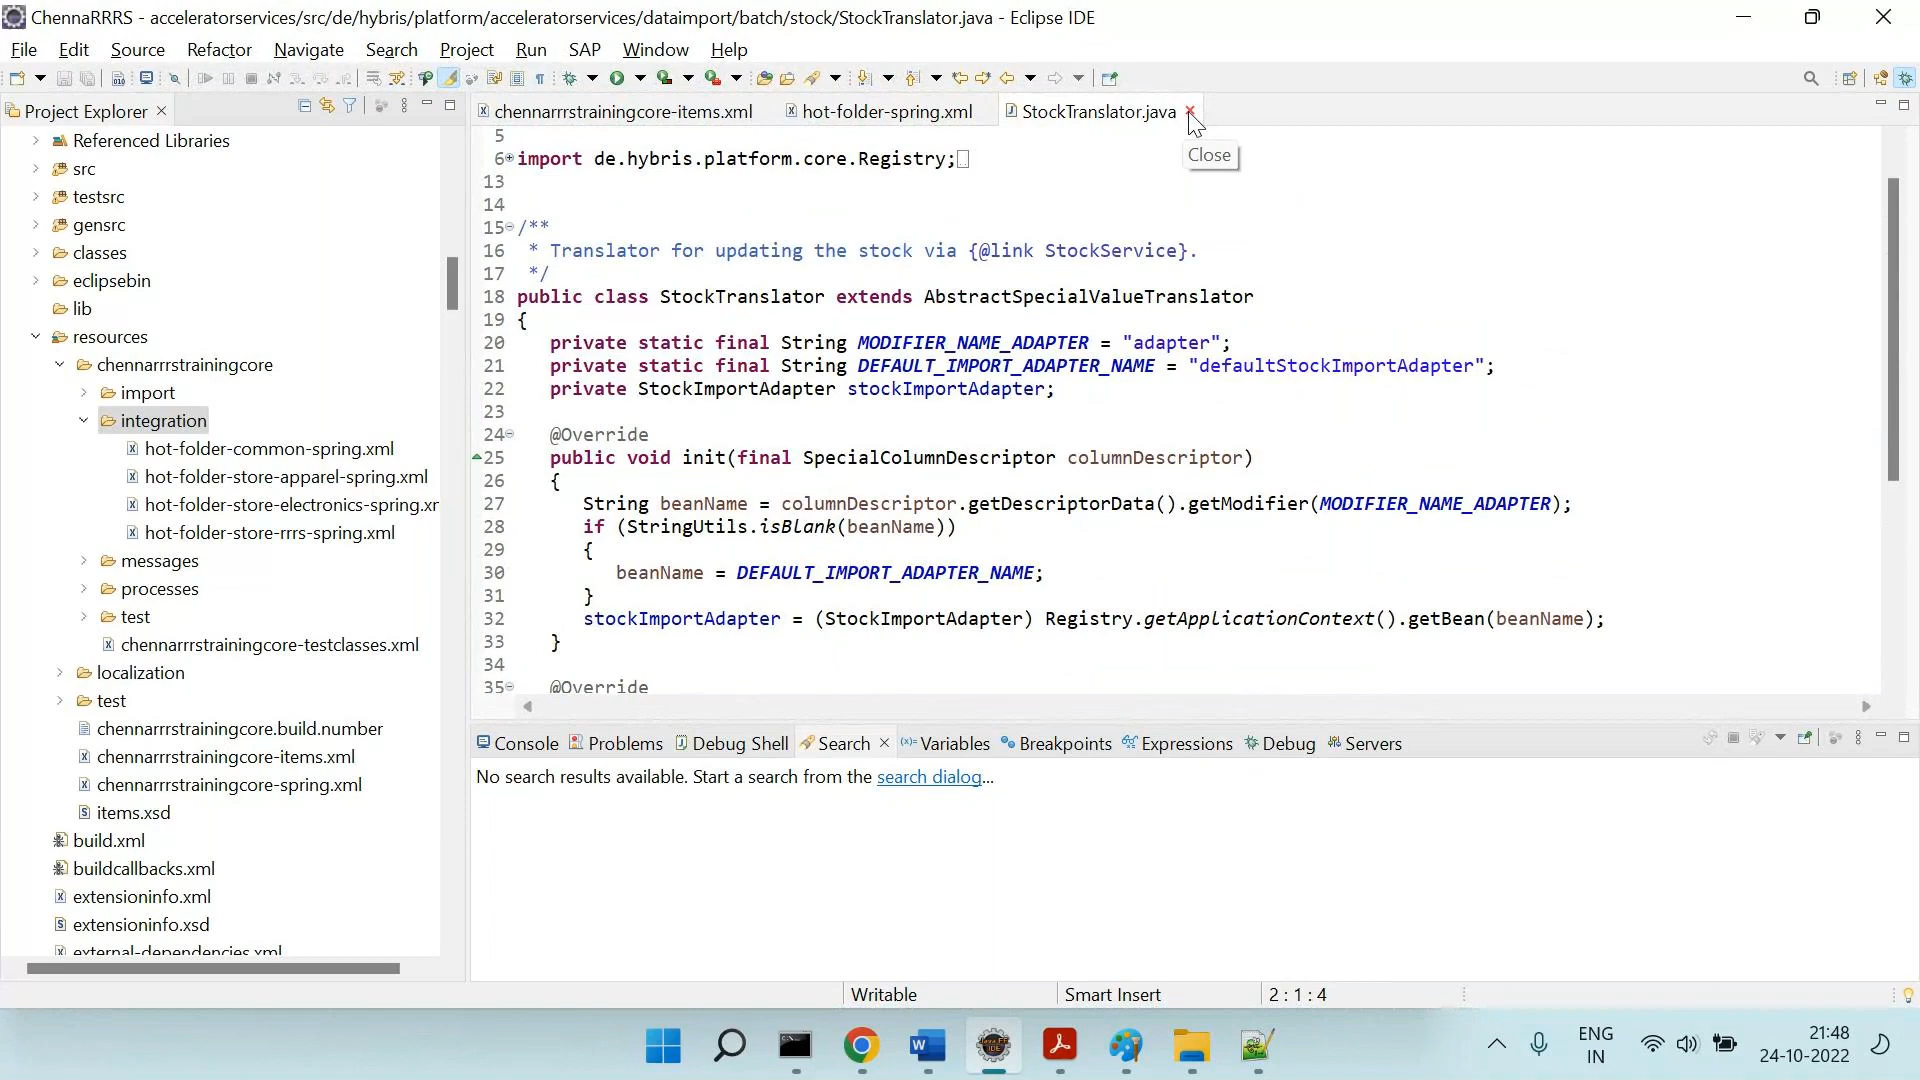 ChennaRRRS - acceleratorservices/src/de/hybris/platform/acceleratorservices/dataimport/batch/stock/StockTranslator.java - Eclipse IDE
File Edit Source Refactor Navigate Search Project Run SAP Window Help
Project Explorer
Referenced Libraries
src
testsrc
gensrc
classes
eclipsebin
lib
resources
chennarrrstrainingcore
import
integration
hot-folder-common-spring.xml
hot-folder-store-apparel-spring.xml
hot-folder-store-electronics-spring.xr
hot-folder-store-rrrs-spring.xml
messages
processes
test
chennarrrstrainingcore-testclasses.xml
localization
test
chennarrrstrainingcore.build.number
chennarrrstrainingcore-items.xml
chennarrrstrainingcore-spring.xml
items.xsd
build.xml
buildcallbacks.xml
extensioninfo.xml
extensioninfo.xsd
external-dependencies.xml
chennarrrstrainingcore-items.xml hot-folder-spring.xml StockTranslator.java
Close
5
6 import de.hybris.platform.core.Registry;
13
14
15 /**
16 * Translator for updating the stock via {@link StockService}.
17 */
18 public class StockTranslator extends AbstractSpecialValueTranslator
19 {
20 private static final String MODIFIER_NAME_ADAPTER = "adapter";
21 private static final String DEFAULT_IMPORT_ADAPTER_NAME = "defaultStockImportAdapter";
22 private StockImportAdapter stockImportAdapter;
23
24 @Override
25 public void init(final SpecialColumnDescriptor columnDescriptor)
26 {
27 String beanName = columnDescriptor.getDescriptorData().getModifier(MODIFIER_NAME_ADAPTER);
28 if (StringUtils.isBlank(beanName))
29 {
30 beanName = DEFAULT_IMPORT_ADAPTER_NAME;
31 }
32 stockImportAdapter = (StockImportAdapter) Registry.getApplicationContext().getBean(beanName);
33 }
34
35 @Override
Console Problems Debug Shell Search Variables Breakpoints Expressions Debug Servers
No search results available. Start a search from the search dialog...
Writable Smart Insert 2 : 1 : 4
ENG
IN
21:48
24-10-2022